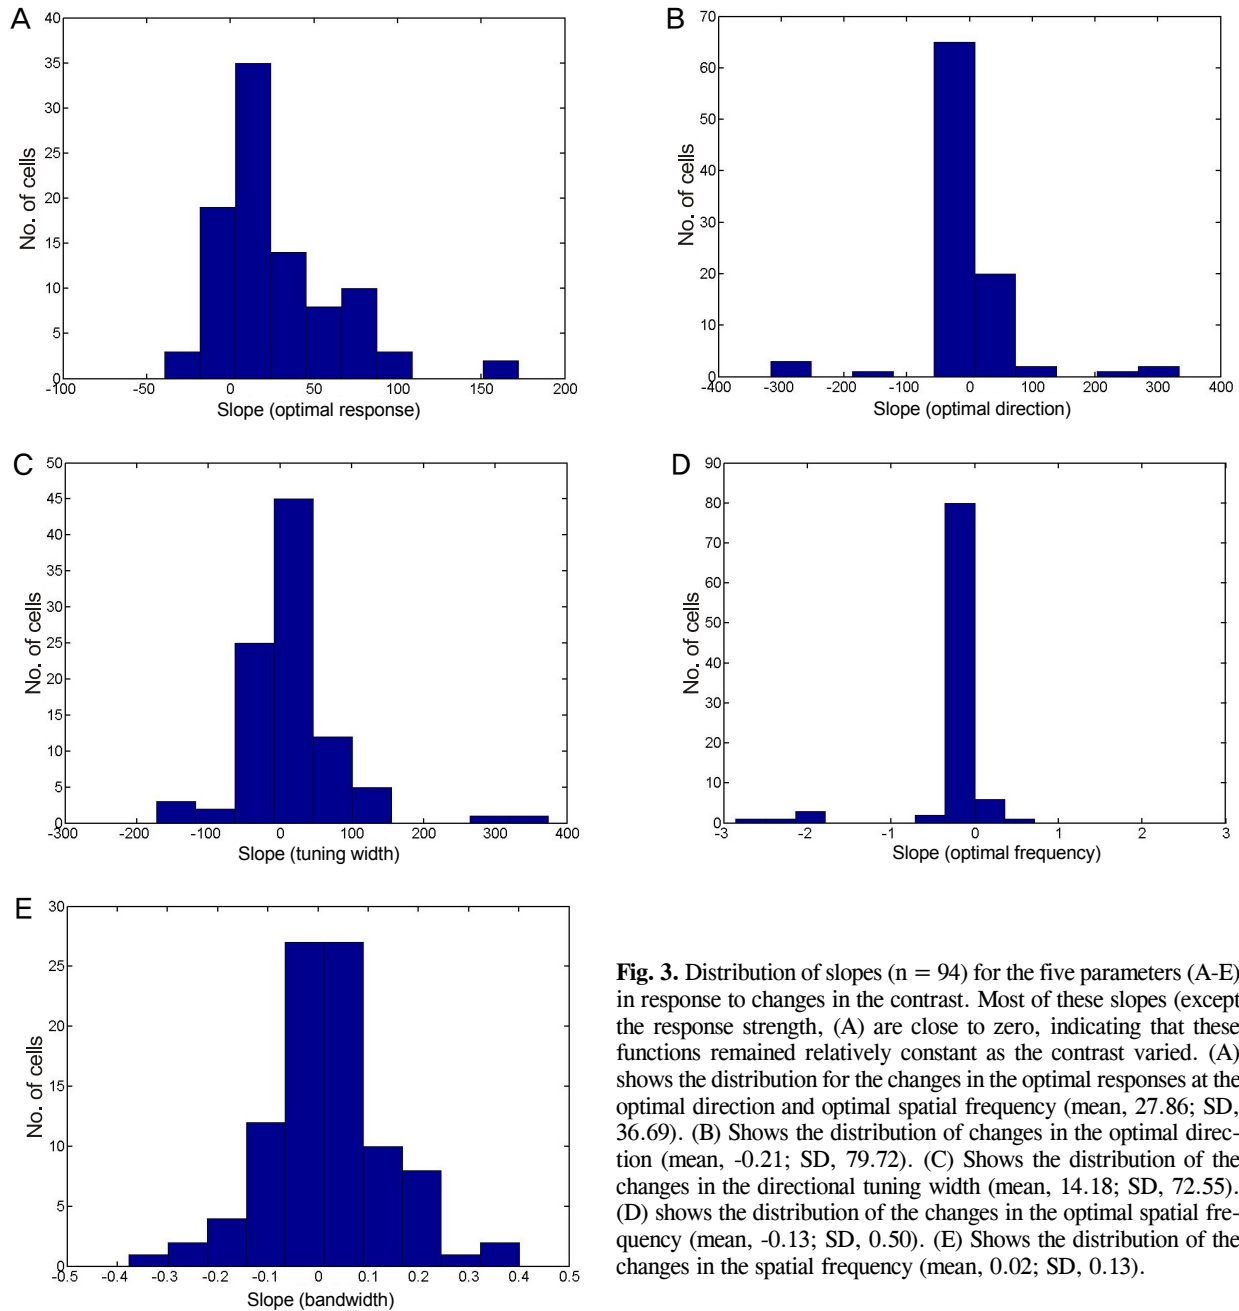 A
40
35
30
25
20
15
10
5
0
No. of cells
-100 -50 0 50 100 150 200
Slope (optimal response)
B
70
60
50
40
30
20
10
0
No. of cells
-400 -300 -200 -100 0 100 200 300 400
Slope (optimal direction)
C
50
45
40
35
30
25
20
15
10
5
0
No. of cells
-300 -200 -100 0 100 200 300 400
Slope (tuning width)
D
90
80
70
60
50
40
30
20
10
0
No. of cells
-3 -2 -1 0 1 2 3
Slope (optimal frequency)
E
30
25
20
15
10
5
0
No. of cells
-0.5 -0.4 -0.3 -0.2 -0.1 0 0.1 0.2 0.3 0.4 0.5
Slope (bandwidth)
Fig. 3. Distribution of slopes (n = 94) for the five parameters (A-E)
in response to changes in the contrast. Most of these slopes (except
the response strength, (A) are close to zero, indicating that these
functions remained relatively constant as the contrast varied. (A)
shows the distribution for the changes in the optimal responses at the
optimal direction and optimal spatial frequency (mean, 27.86; SD,
36.69). (B) Shows the distribution of changes in the optimal direc-
tion (mean, -0.21; SD, 79.72). (C) Shows the distribution of the
changes in the directional tuning width (mean, 14.18; SD, 72.55).
(D) shows the distribution of the changes in the optimal spatial fre-
quency (mean, -0.13; SD, 0.50). (E) Shows the distribution of the
changes in the spatial frequency (mean, 0.02; SD, 0.13).